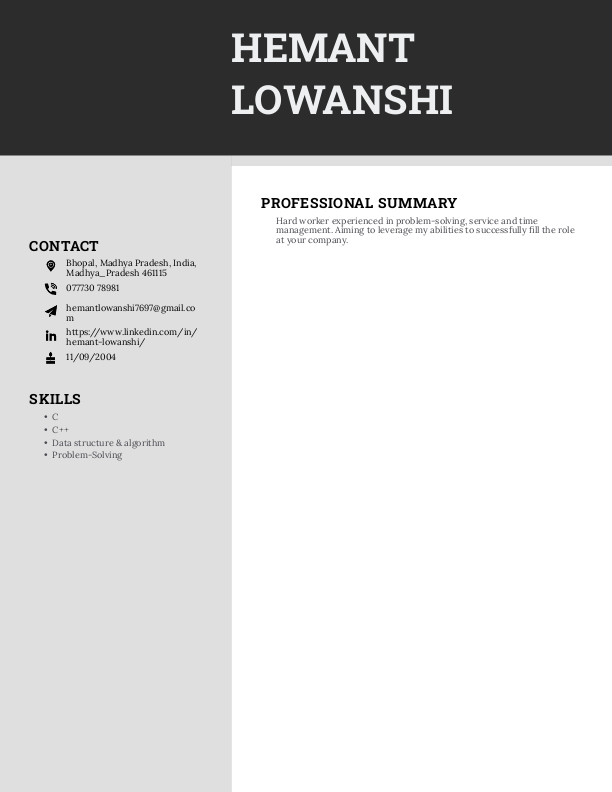 HEMANT
LOWANSHI
CONTACT
Bhopal, Madhya Pradesh, India,
Madhya_Pradesh 461115
077730 78981
hemantlowanshi7697@gmail.co
m
https://www.linkedin.com/in/
hemant-lowanshi/
11/09/2004
SKILLS
• C
• C++
• Data structure & algorithm
• Problem-Solving
PROFESSIONAL SUMMARY
Hard worker experienced in problem-solving, service and time
management. Aiming to leverage my abilities to successfully fill the role
at your company.